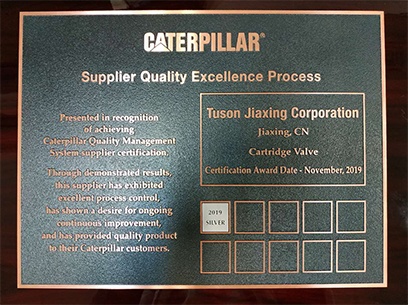 CATERPILLAR®
Supplier Quality Excellence Process
Presented in recognition
of achieving
Caterpillar Quality Management
System supplier certification.
Through demonstrated results,
this supplier has exhibited
excellent process control,
has shown a desire for ongoing
continuous improvement,
and has provided quality product
to their Caterpillar customers.
Tuson Jiaxing Corporation
Jiaxing, CN
Cartridge Valve
Certification Award Date - November, 2019
2019
SILVER